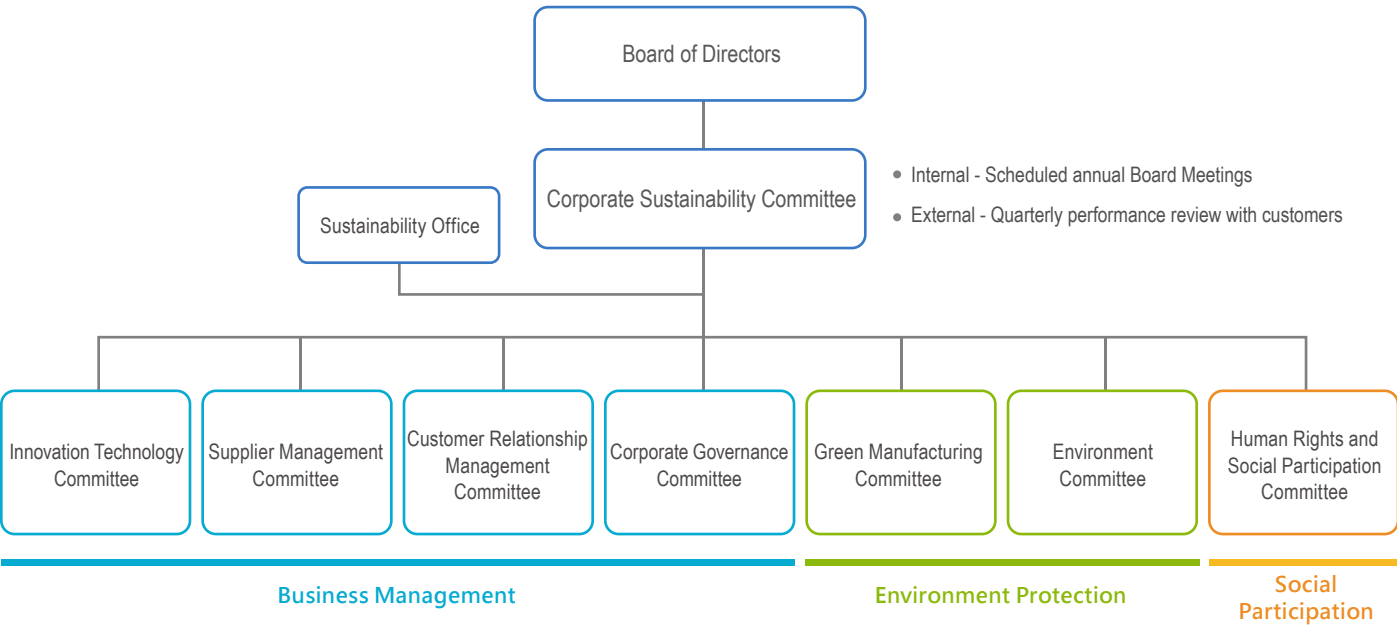 Board of Directors
Corporate Sustainability Committee
• Internal - Scheduled annual Board Meetings
• External - Quarterly performance review with customers
Sustainability Office
Innovation Technology
Committee
Supplier Management
Committee
Customer Relationship
Management
Committee
Corporate Governance
Committee
Green Manufacturing
Committee
Environment
Committee
Human Rights and
Social Participation
Committee
Business Management
Environment Protection
Social
Participation